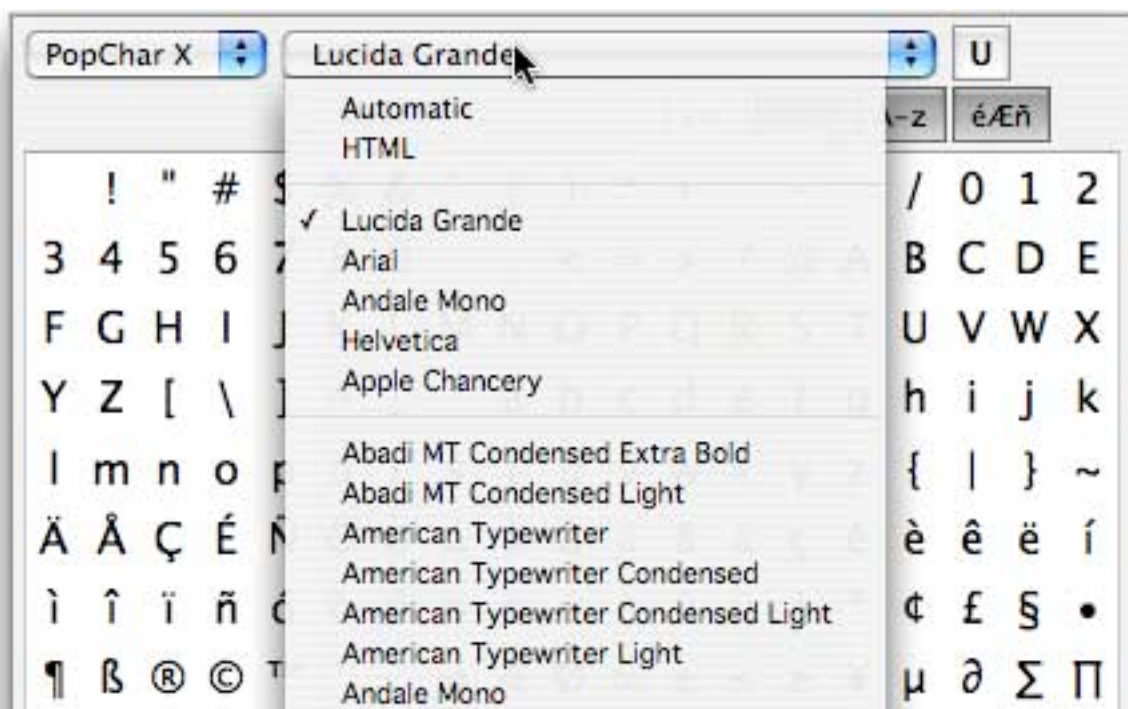 PopChar X Lucida Grande U
Automatic
-z éÆñ
HTML
! " # $ / 0 1 2
✓ Lucida Grande
3 4 5 6 7 Arial B C D E
Andale Mono
F G H I J Helvetica U V W X
Apple Chancery
Y Z [ \ ] h i j k
Abadi MT Condensed Extra Bold
l m n o p { | } ~
Abadi MT Condensed Light
American Typewriter
Ä Å Ç É Ñ è ê ë í
American Typewriter Condensed
ì î ï ñ American Typewriter Condensed Light ¢ £ § •
American Typewriter Light
¶ ß ® © ™ µ ∂ ∑ ∏
Andale Mono